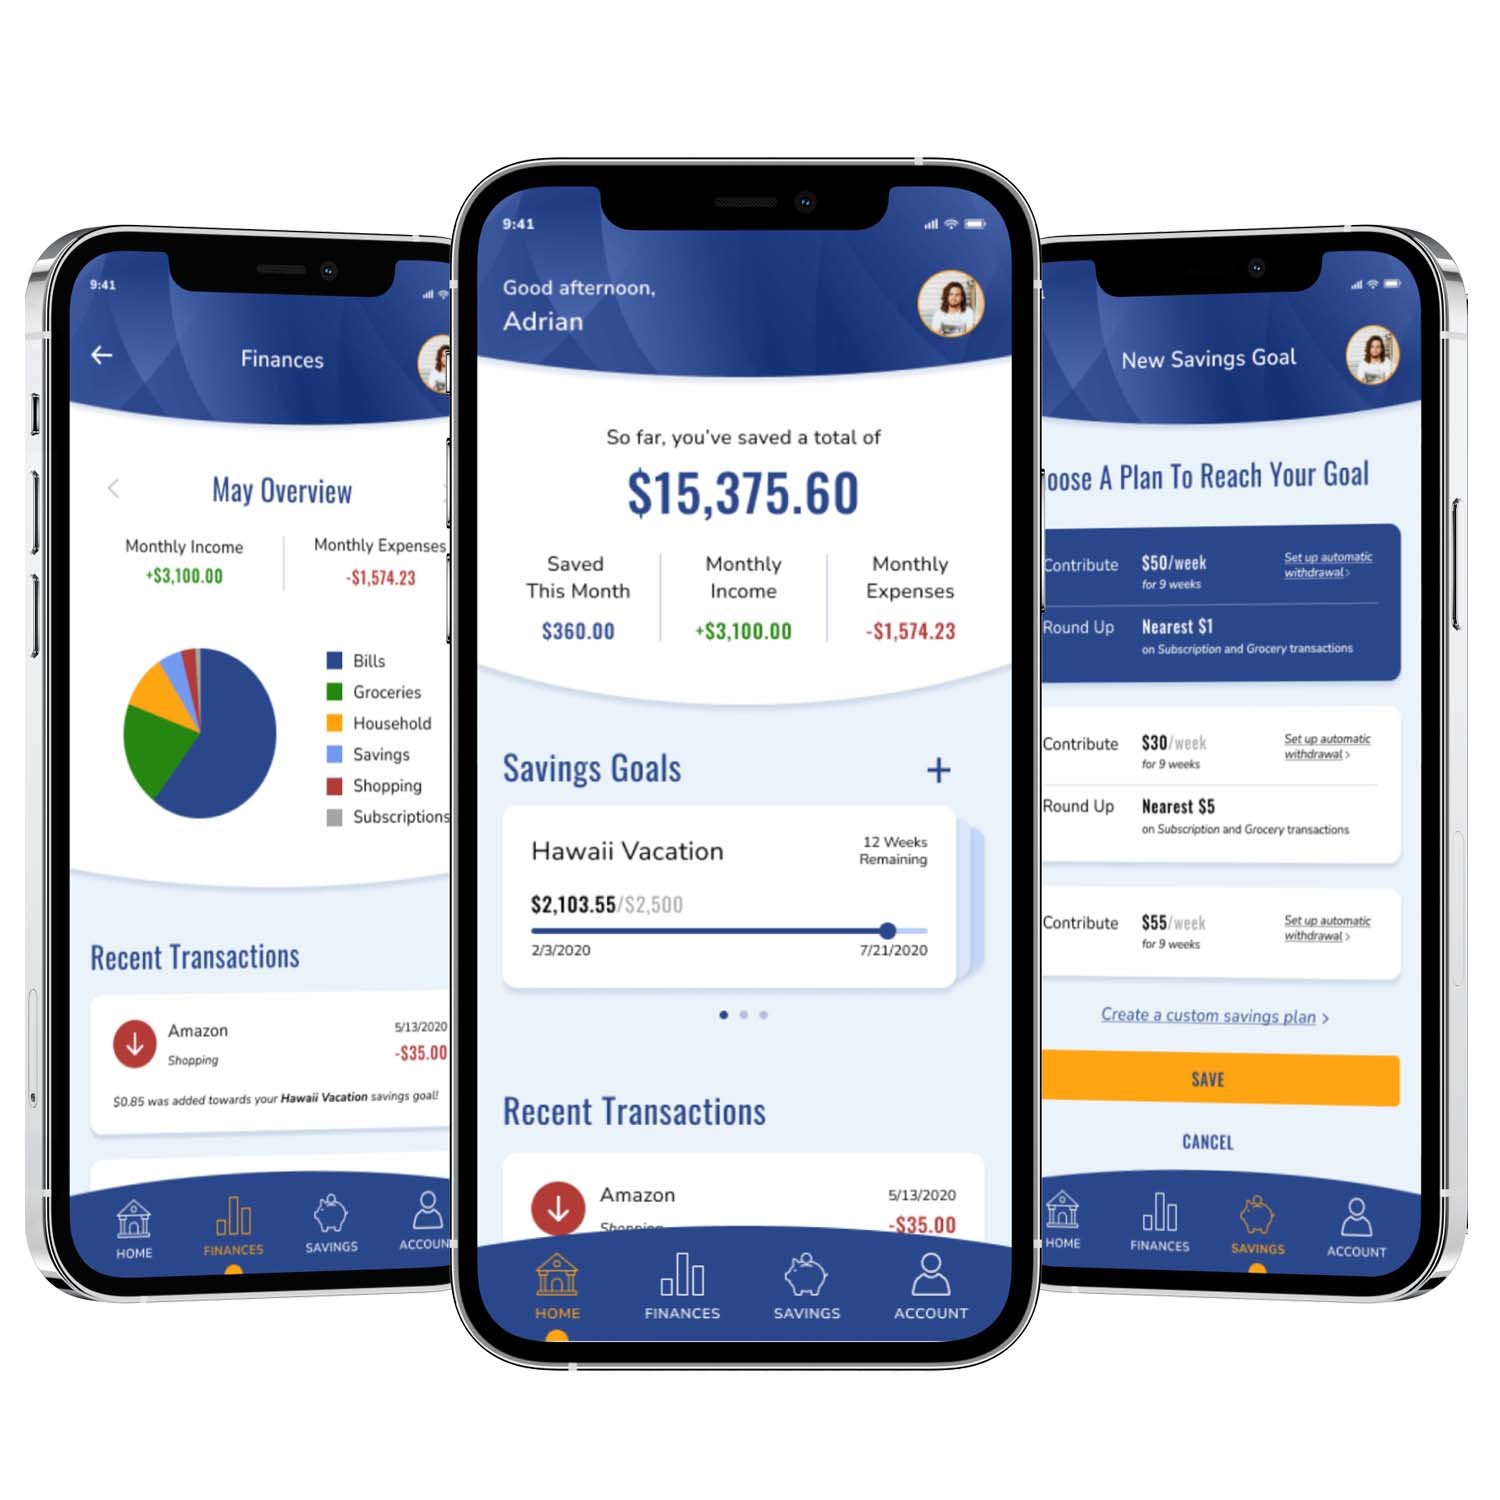 9:41
Finances
May Overview
Monthly Income
+$3,100.00
Monthly Expenses
-$1,574.23
Bills
Groceries
Household
Savings
Shopping
Subscriptions
Recent Transactions
Amazon
5/13/2020
Shopping
-$35.00
$0.85 was added towards your Hawaii Vacation savings goal!
HOME
FINANCES
SAVINGS
ACCOUN
9:41
Good afternoon,
Adrian
So far, you've saved a total of
$15,375.60
Saved
This Month
$360.00
Monthly
Income
+$3,100.00
Monthly
Expenses
-$1,574.23
Savings Goals
+
Hawaii Vacation
12 Weeks
Remaining
$2,103.55/$2,500
2/3/2020
7/21/2020
Recent Transactions
Amazon
5/13/2020
Shopping
-$35.00
HOME
FINANCES
SAVINGS
ACCOUNT
New Savings Goal
oose A Plan To Reach Your Goal
Contribute
$50/week
for 9 weeks
Set up automatic
withdrawal >
Round Up
Nearest $1
on Subscription and Grocery transactions
Contribute
$30/week
for 9 weeks
Set up automatic
withdrawal >
Round Up
Nearest $5
on Subscription and Grocery transactions
Contribute
$55/week
for 9 weeks
Set up automatic
withdrawal >
Create a custom savings plan >
SAVE
CANCEL
HOME
FINANCES
SAVINGS
ACCOUNT